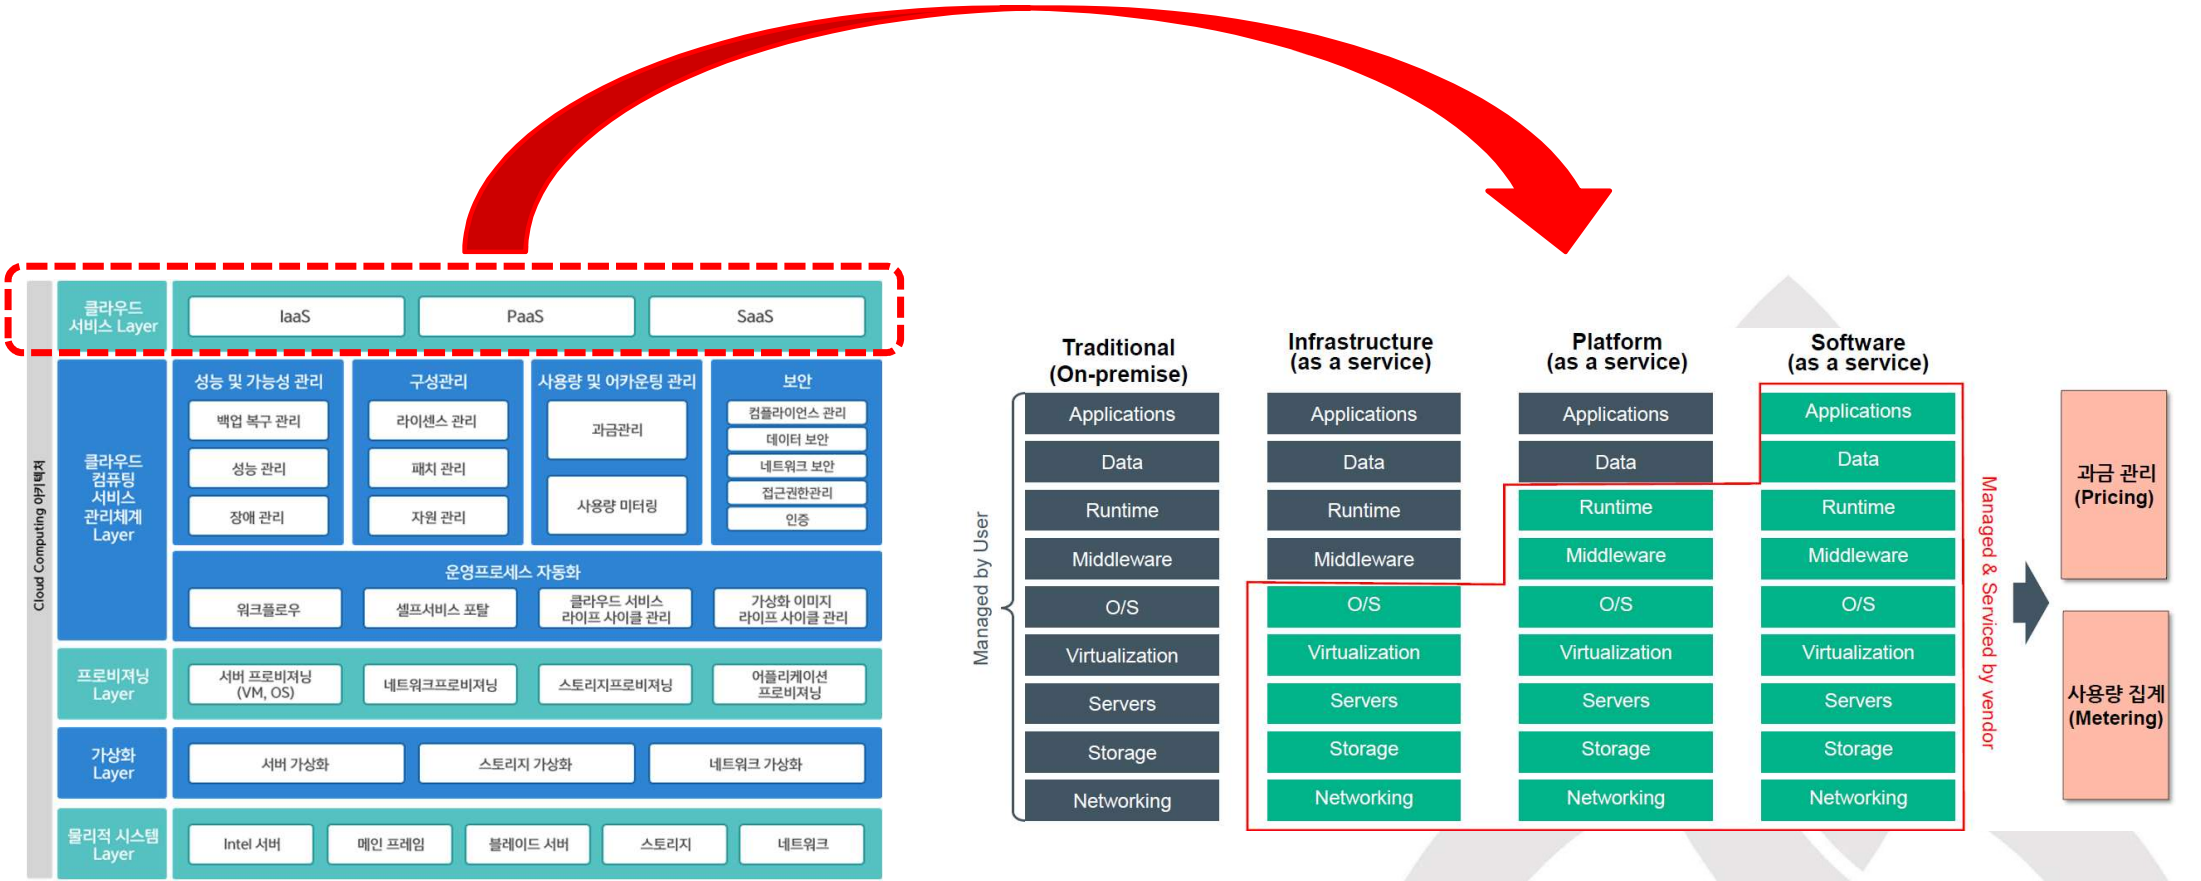 Cloud Computing 아키텍처
클라우드
서비스 Layer
IaaS
PaaS
SaaS
클라우드
컴퓨팅
서비스
관리체계
Layer
성능 및 가능성 관리
백업 복구 관리
성능 관리
장애 관리
구성관리
라이센스 관리
패치 관리
자원 관리
사용량 및 어카운팅 관리
과금관리
사용량 미터링
보안
컴플라이언스 관리
데이터 보안
네트워크 보안
접근권한관리
인증
운영프로세스 자동화
워크플로우
셀프서비스 포탈
클라우드 서비스
라이프 사이클 관리
가상화 이미지
라이프 사이클 관리
프로비져닝
Layer
서버 프로비져닝
(VM, OS)
네트워크프로비져닝
스토리지프로비져닝
어플리케이션
프로비져닝
가상화
Layer
서버 가상화
스토리지 가상화
네트워크 가상화
물리적 시스템
Layer
Intel 서버
메인 프레임
블레이드 서버
스토리지
네트워크
Managed by User
Traditional
(On-premise)
Applications
Data
Runtime
Middleware
O/S
Virtualization
Servers
Storage
Networking
Infrastructure
(as a service)
Applications
Data
Runtime
Middleware
O/S
Virtualization
Servers
Storage
Networking
Platform
(as a service)
Applications
Data
Runtime
Middleware
O/S
Virtualization
Servers
Storage
Networking
Software
(as a service)
Applications
Data
Runtime
Middleware
O/S
Virtualization
Servers
Storage
Networking
Managed & Serviced by vendor
과금 관리
(Pricing)
사용량 집계
(Metering)